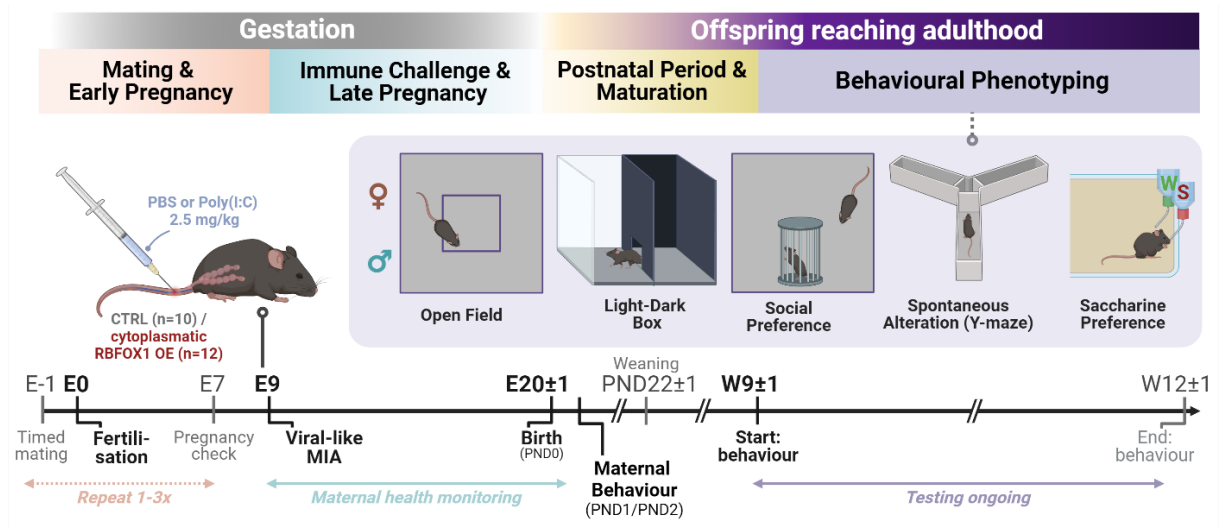 Gestation
Offspring reaching adulthood
Mating &
Early Pregnancy
Immune Challenge &
Late Pregnancy
Postnatal Period &
Maturation
Behavioural Phenotyping
PBS or Poly(I:C)
2.5 mg/kg
CTRL (n=10) /
cytoplasmatic
RBFOX1 OE (n=12)
♀
♂
Open Field
Light-Dark
Box
Social
Preference
Spontaneous
Alteration (Y-maze)
W
S
Saccharine
Preference
E-1
E0
E7
E9
E20±1
Weaning
PND22±1
W9±1
W12±1
Timed
mating
Fertili-
sation
Pregnancy
check
Viral-like
MIA
Birth
(PND0)
Maternal
Behaviour
(PND1/PND2)
Start:
behaviour
End:
behaviour
Repeat 1-3x
Maternal health monitoring
Testing ongoing